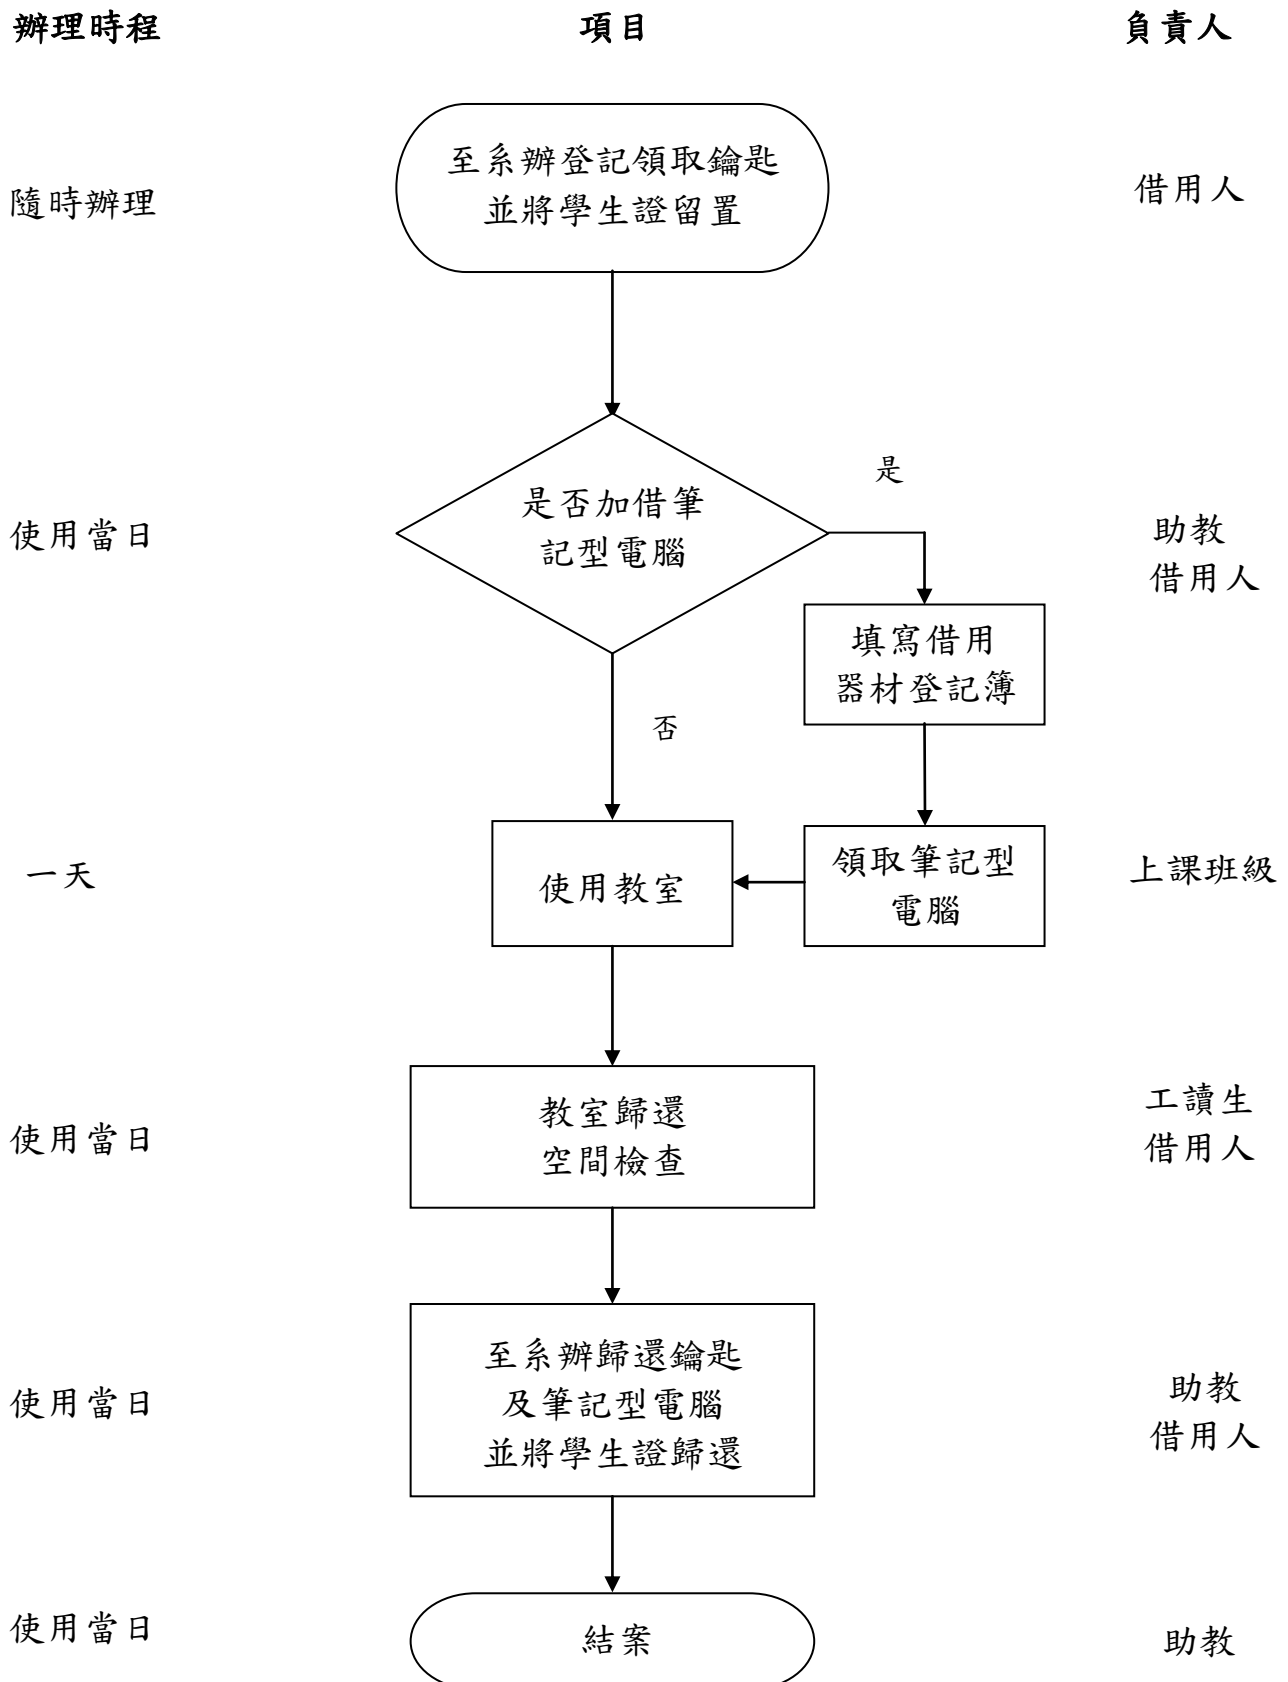 辦理時程
項目
負責人
隨時辦理
至系辦登記領取鑰匙
並將學生證留置
借用人
使用當日
是否加借筆
記型電腦
是
助教
借用人
填寫借用
器材登記簿
否
一天
使用教室
領取筆記型
電腦
上課班級
使用當日
教室歸還
空間檢查
工讀生
借用人
使用當日
至系辦歸還鑰匙
及筆記型電腦
並將學生證歸還
助教
借用人
使用當日
結案
助教